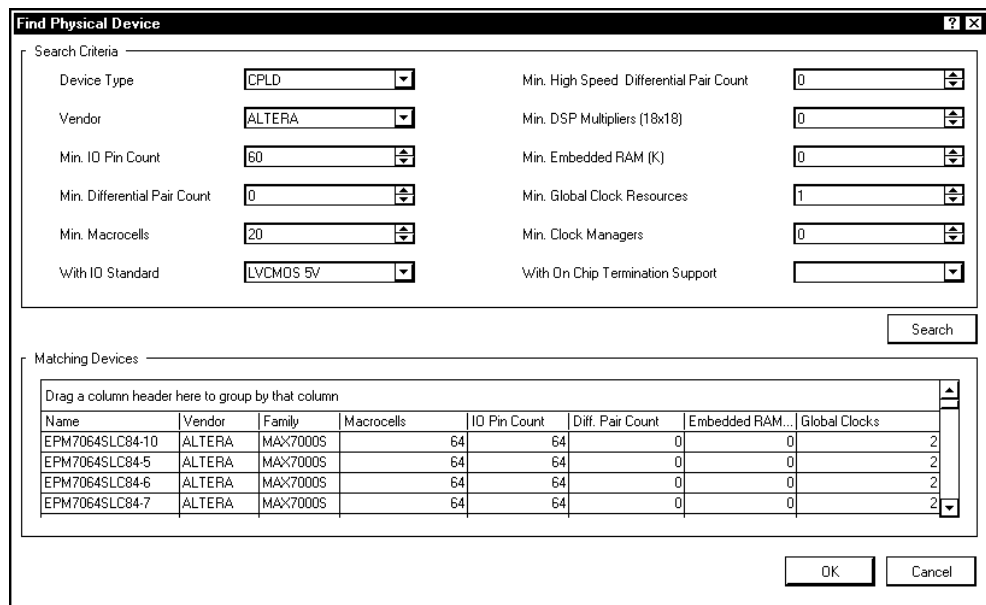 Find Physical Device
Search Criteria
Device Type CPLD Min. High Speed Differential Pair Count 0
Vendor ALTERA Min. DSP Multipliers (18x18) 0
Min. IO Pin Count 60 Min. Embedded RAM (K) 0
Min. Differential Pair Count 0 Min. Global Clock Resources 1
Min. Macrocells 20 Min. Clock Managers 0
With IO Standard LVCMOS 5V With On Chip Termination Support
Search
Matching Devices
Drag a column header here to group by that column
Name Vendor Family Macrocells IO Pin Count Diff. Pair Count Embedded RAM... Global Clocks
EPM7064SLC84-10 ALTERA MAX7000S 64 64 0 0 2
EPM7064SLC84-5 ALTERA MAX7000S 64 64 0 0 2
EPM7064SLC84-6 ALTERA MAX7000S 64 64 0 0 2
EPM7064SLC84-7 ALTERA MAX7000S 64 64 0 0 2
OK Cancel